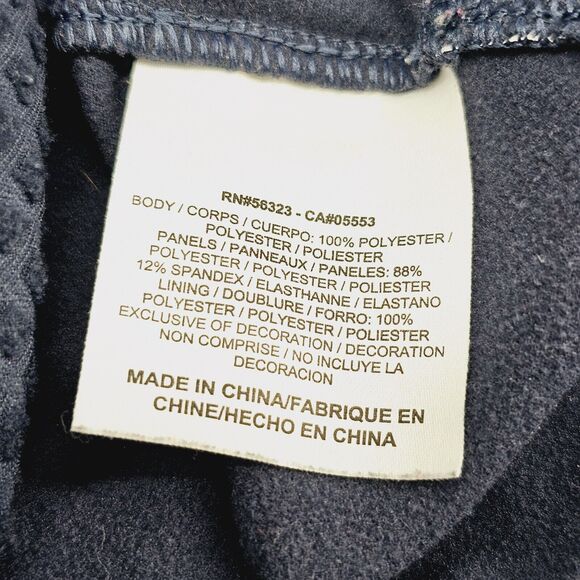 RN#56323 - CA#05553
BODY / CORPS / CUERPO: 100% POLYESTER /
POLYESTER / POLIESTER
PANELS / PANNEAUX / PANELES: 88%
POLYESTER / POLYESTER / POLIESTER
12% SPANDEX / ELASTHANNE / ELASTANO
LINING / DOUBLURE / FORRO: 100%
POLYESTER / POLYESTER / POLIESTER
EXCLUSIVE OF DECORATION / DECORATION
NON COMPRISE / NO INCLUYE LA
DECORACION
MADE IN CHINA/FABRIQUE EN
CHINE/HECHO EN CHINA